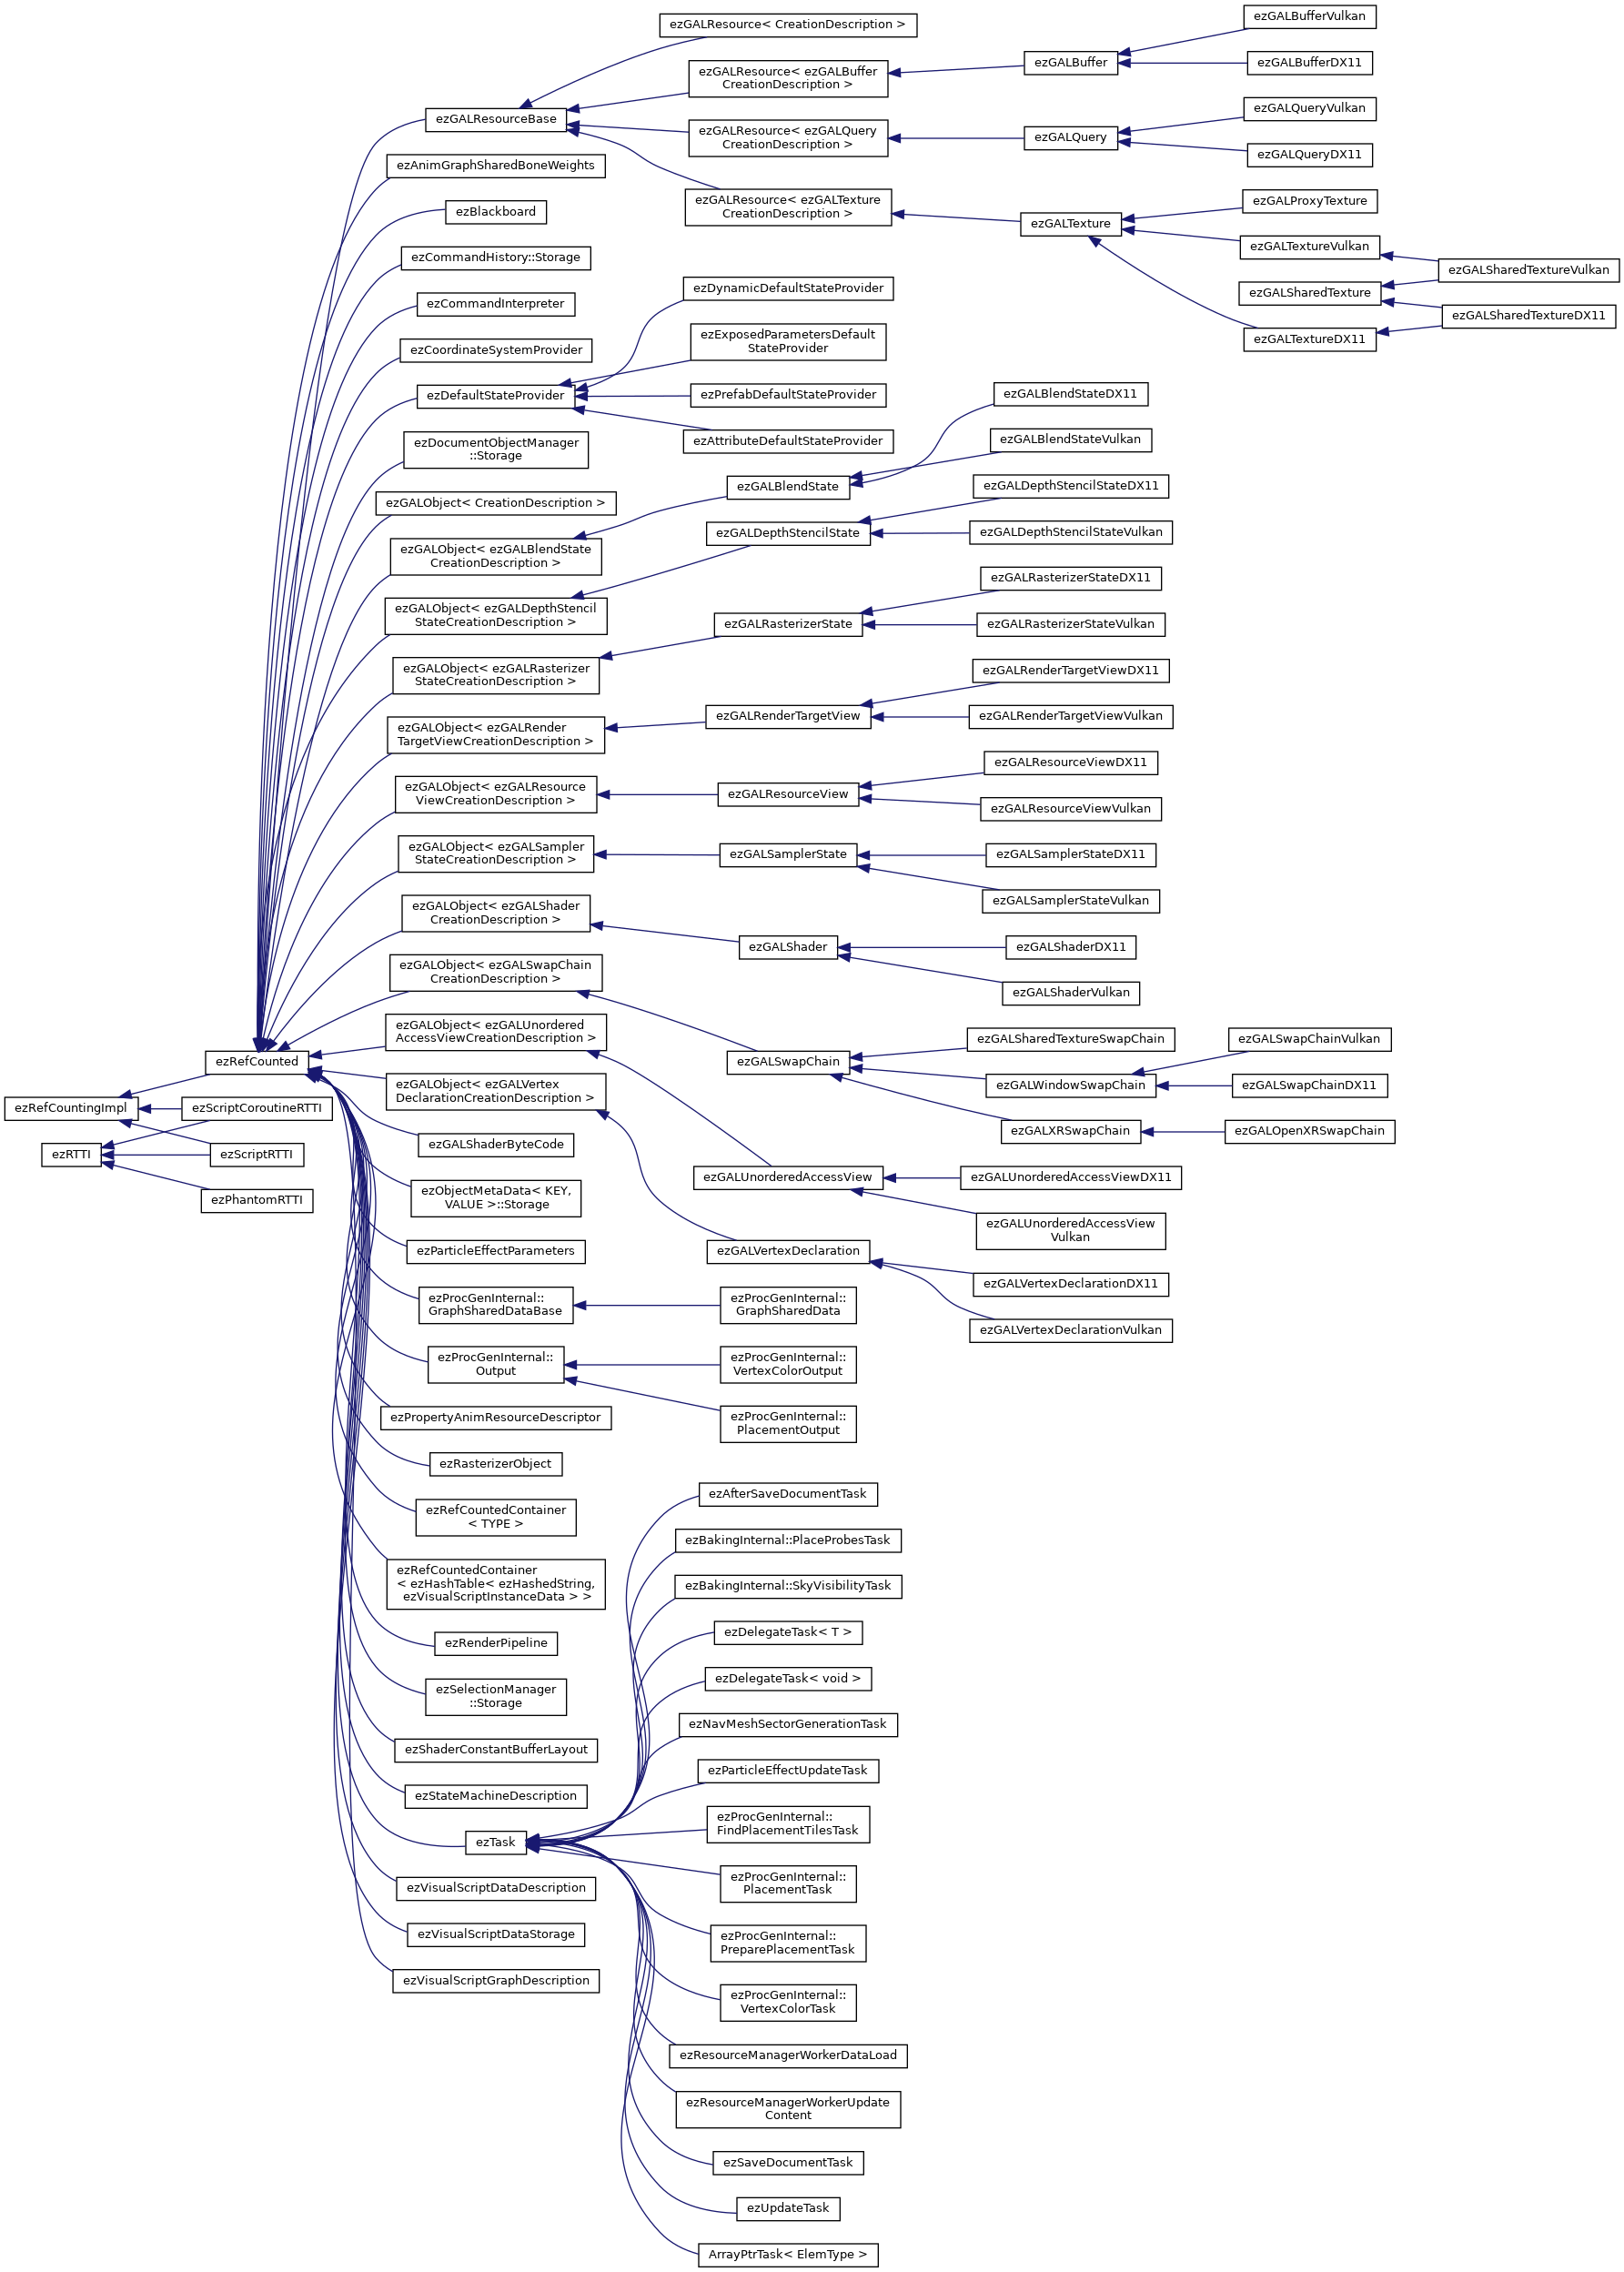 ezGALResource< CreationDescription >
ezGALResource< ezGALBuffer
CreationDescription >
ezGALBuffer
ezGALBufferVulkan
ezGALBufferDX11
ezGALResourceBase
ezGALResource< ezGALQuery
CreationDescription >
ezGALQuery
ezGALQueryVulkan
ezGALQueryDX11
ezGALResource< ezGALTexture
CreationDescription >
ezGALTexture
ezGALProxyTexture
ezGALTextureVulkan
ezGALSharedTexture
ezGALTextureDX11
ezGALSharedTextureVulkan
ezGALSharedTextureDX11
ezAnimGraphSharedBoneWeights
ezBlackboard
ezCommandHistory::Storage
ezCommandInterpreter
ezCoordinateSystemProvider
ezDefaultStateProvider
ezDynamicDefaultStateProvider
ezExposedParametersDefault
StateProvider
ezPrefabDefaultStateProvider
ezAttributeDefaultStateProvider
ezDocumentObjectManager
::Storage
ezGALObject< CreationDescription >
ezGALObject< ezGALBlendState
CreationDescription >
ezGALBlendState
ezGALBlendStateDX11
ezGALBlendStateVulkan
ezGALObject< ezGALDepthStencil
StateCreationDescription >
ezGALDepthStencilState
ezGALDepthStencilStateDX11
ezGALDepthStencilStateVulkan
ezGALObject< ezGALRasterizer
StateCreationDescription >
ezGALRasterizerState
ezGALRasterizerStateDX11
ezGALRasterizerStateVulkan
ezGALObject< ezGALRender
TargetViewCreationDescription >
ezGALRenderTargetView
ezGALRenderTargetViewDX11
ezGALRenderTargetViewVulkan
ezGALObject< ezGALResource
ViewCreationDescription >
ezGALResourceView
ezGALResourceViewDX11
ezGALResourceViewVulkan
ezGALObject< ezGALSampler
StateCreationDescription >
ezGALSamplerState
ezGALSamplerStateDX11
ezGALSamplerStateVulkan
ezGALObject< ezGALShader
CreationDescription >
ezGALShader
ezGALShaderDX11
ezGALShaderVulkan
ezGALObject< ezGALSwapChain
CreationDescription >
ezGALSwapChain
ezGALSharedTextureSwapChain
ezGALWindowSwapChain
ezGALSwapChainVulkan
ezGALSwapChainDX11
ezGALXRSwapChain
ezGALOpenXRSwapChain
ezRefCounted
ezRefCountingImpl
ezScriptCoroutineRTTI
ezRTTI
ezScriptRTTI
ezPhantomRTTI
ezGALObject< ezGALUnordered
AccessViewCreationDescription >
ezGALUnorderedAccessView
ezGALUnorderedAccessViewDX11
ezGALUnorderedAccessView
Vulkan
ezGALObject< ezGALVertex
DeclarationCreationDescription >
ezGALVertexDeclaration
ezGALVertexDeclarationDX11
ezGALVertexDeclarationVulkan
ezGALShaderByteCode
ezObjectMetaData< KEY,
VALUE >::Storage
ezParticleEffectParameters
ezProcGenInternal::
GraphSharedDataBase
ezProcGenInternal::
GraphSharedData
ezProcGenInternal::
Output
ezProcGenInternal::
VertexColorOutput
ezProcGenInternal::
PlacementOutput
ezPropertyAnimResourceDescriptor
ezRasterizerObject
ezRefCountedContainer
< TYPE >
ezRefCountedContainer
< ezHashTable< ezHashedString,
ezVisualScriptInstanceData > >
ezRenderPipeline
ezSelectionManager
::Storage
ezShaderConstantBufferLayout
ezStateMachineDescription
ezTask
ezVisualScriptDataDescription
ezVisualScriptDataStorage
ezVisualScriptGraphDescription
ezAfterSaveDocumentTask
ezBakingInternal::PlaceProbesTask
ezBakingInternal::SkyVisibilityTask
ezDelegateTask< T >
ezDelegateTask< void >
ezNavMeshSectorGenerationTask
ezParticleEffectUpdateTask
ezProcGenInternal::
FindPlacementTilesTask
ezProcGenInternal::
PlacementTask
ezProcGenInternal::
PreparePlacementTask
ezProcGenInternal::
VertexColorTask
ezResourceManagerWorkerDataLoad
ezResourceManagerWorkerUpdate
Content
ezSaveDocumentTask
ezUpdateTask
ArrayPtrTask< ElemType >